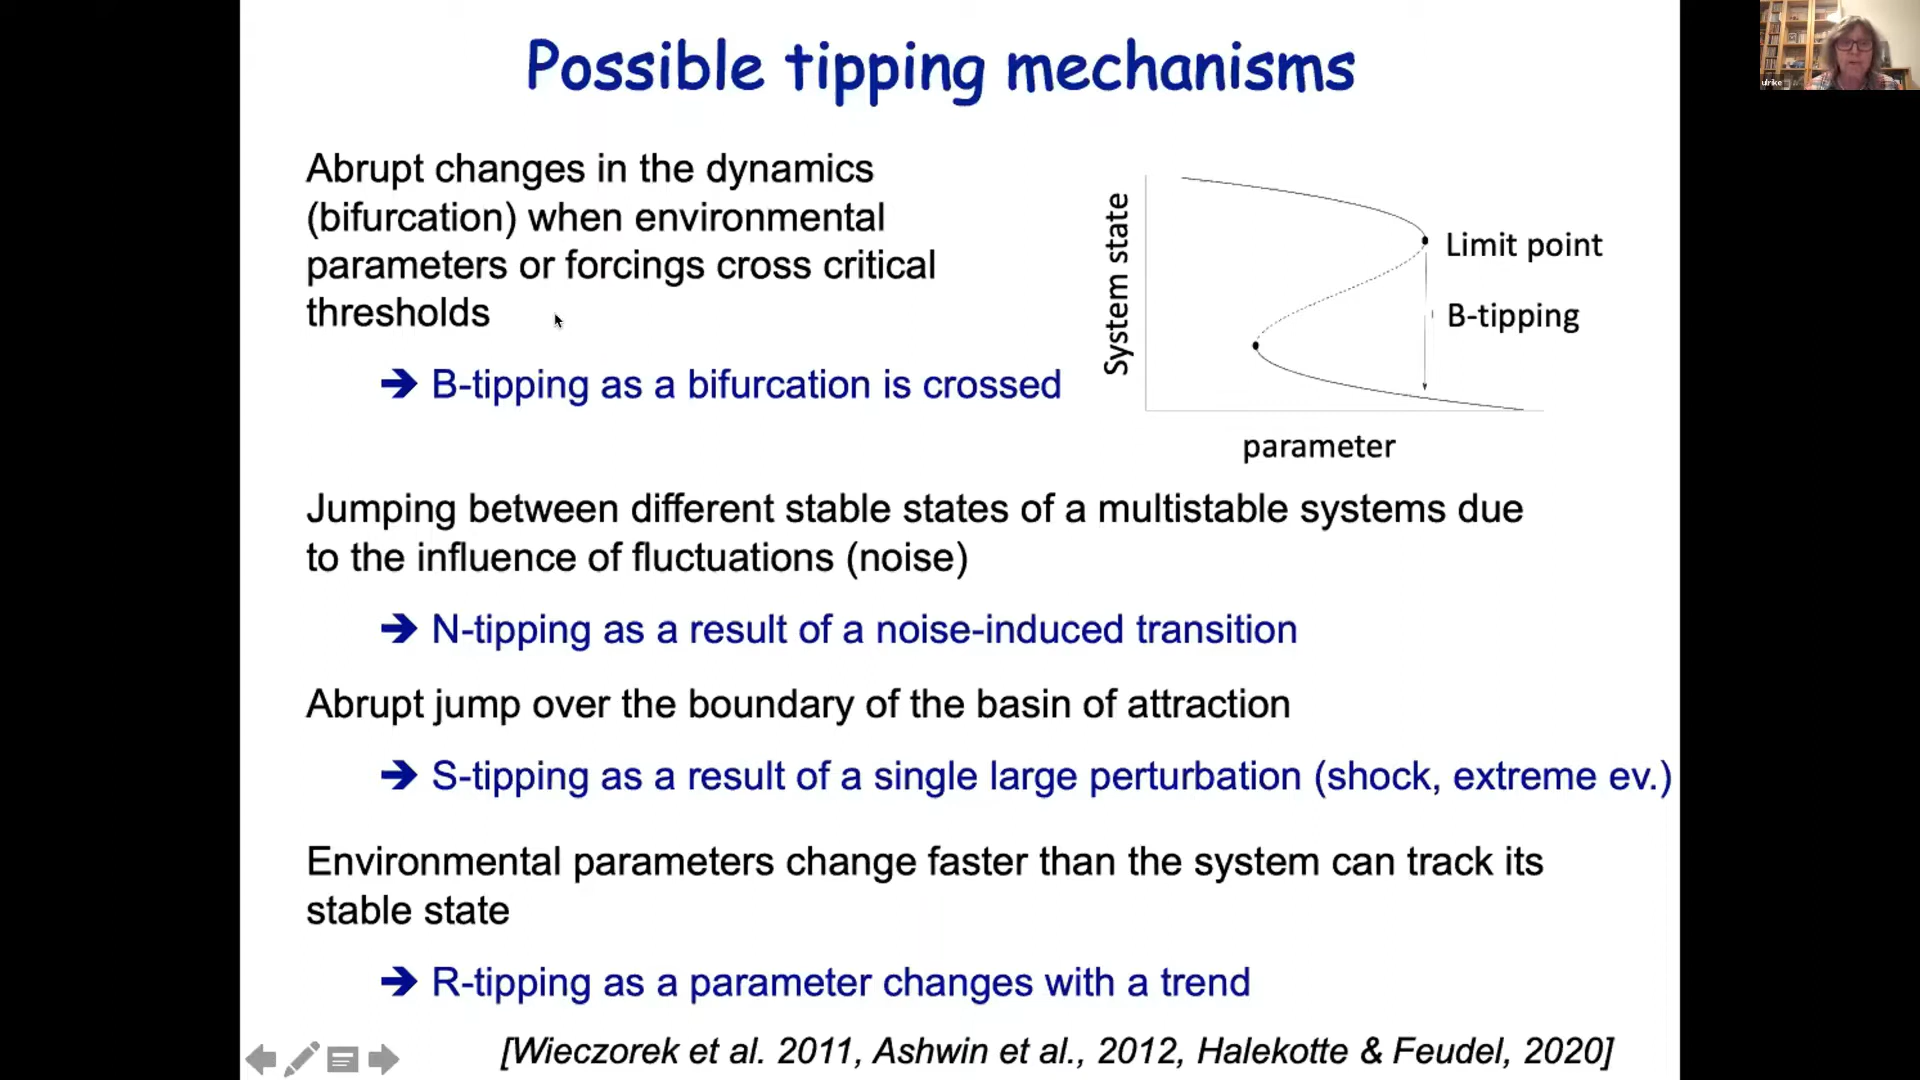 Possible tipping mechanisms
Abrupt changes in the dynamics
(bifurcation) when environmental
parameters or forcings cross critical
thresholds
➔ B-tipping as a bifurcation is crossed
System state
Limit point
B-tipping
parameter
Jumping between different stable states of a multistable systems due
to the influence of fluctuations (noise)
➔ N-tipping as a result of a noise-induced transition
Abrupt jump over the boundary of the basin of attraction
➔ S-tipping as a result of a single large perturbation (shock, extreme ev.)
Environmental parameters change faster than the system can track its
stable state
➔ R-tipping as a parameter changes with a trend
[Wieczorek et al. 2011, Ashwin et al., 2012, Halekotte & Feudel, 2020]
ulrike